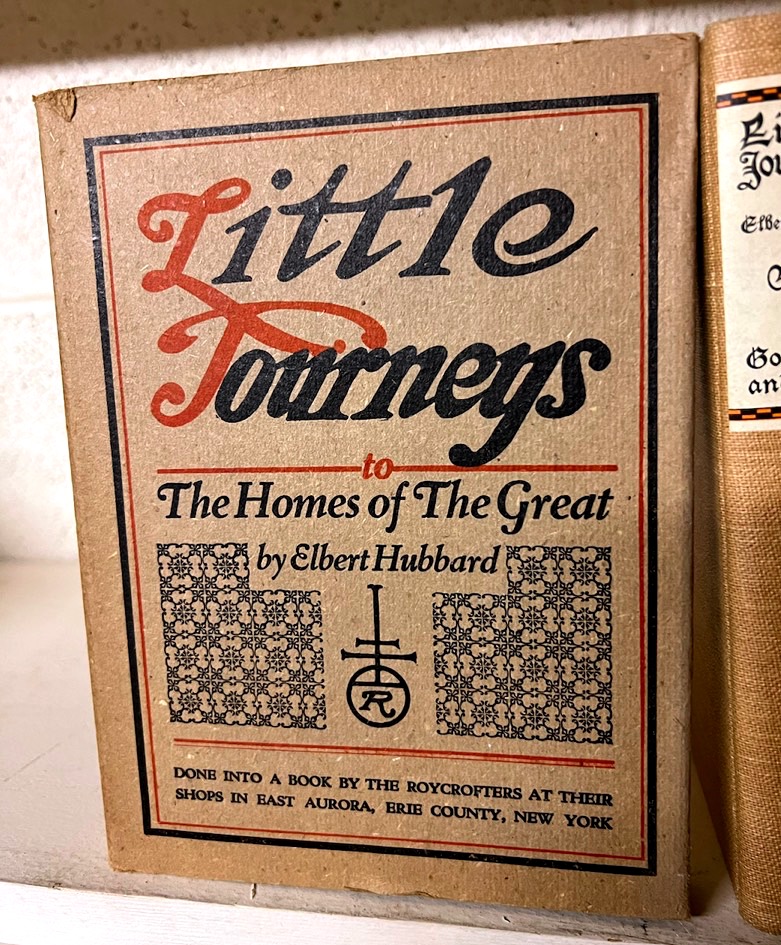 Little
Journeys
to
The Homes of The Great
by Elbert Hubbard
R
DONE INTO A BOOK BY THE ROYCROFTERS AT THEIR
SHOPS IN EAST AURORA, ERIE COUNTY, NEW YORK